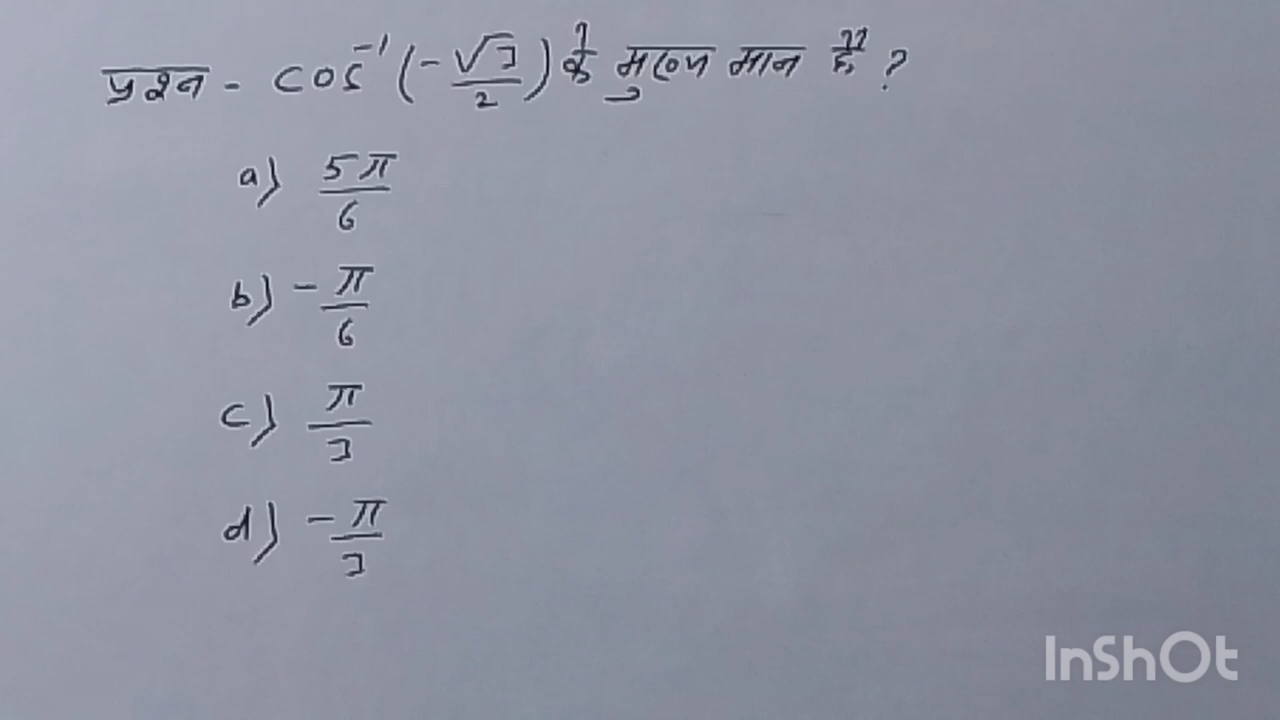 प्रश्न - cos⁻¹(-√3/2) के मुख्य मान हैं ?
a) 5π/6
b) -π/6
c) π/3
d) -π/3
InShOt